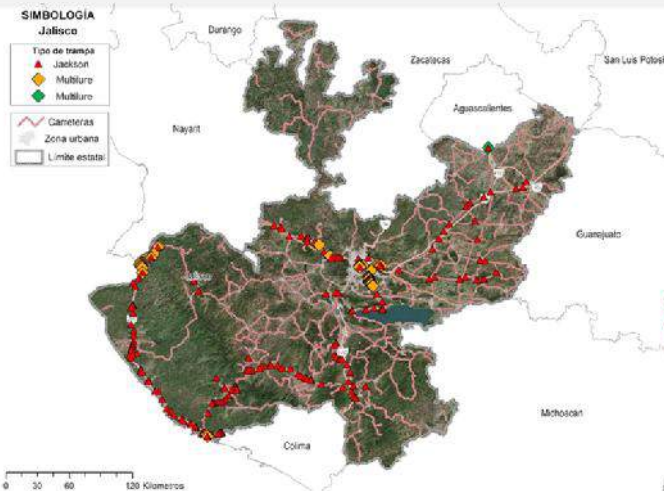 SIMBOLOGÍA
Jalisco
Tipo de trampa
Jackson
Multilure
Multilure
Carreteras
Zona urbana
Límite estatal
Durango
Zacatecas
San Luis Potosí
Aguascalientes
Nayarit
Guanajuato
Michoacán
Colima
0 30 60 120 Kilometros